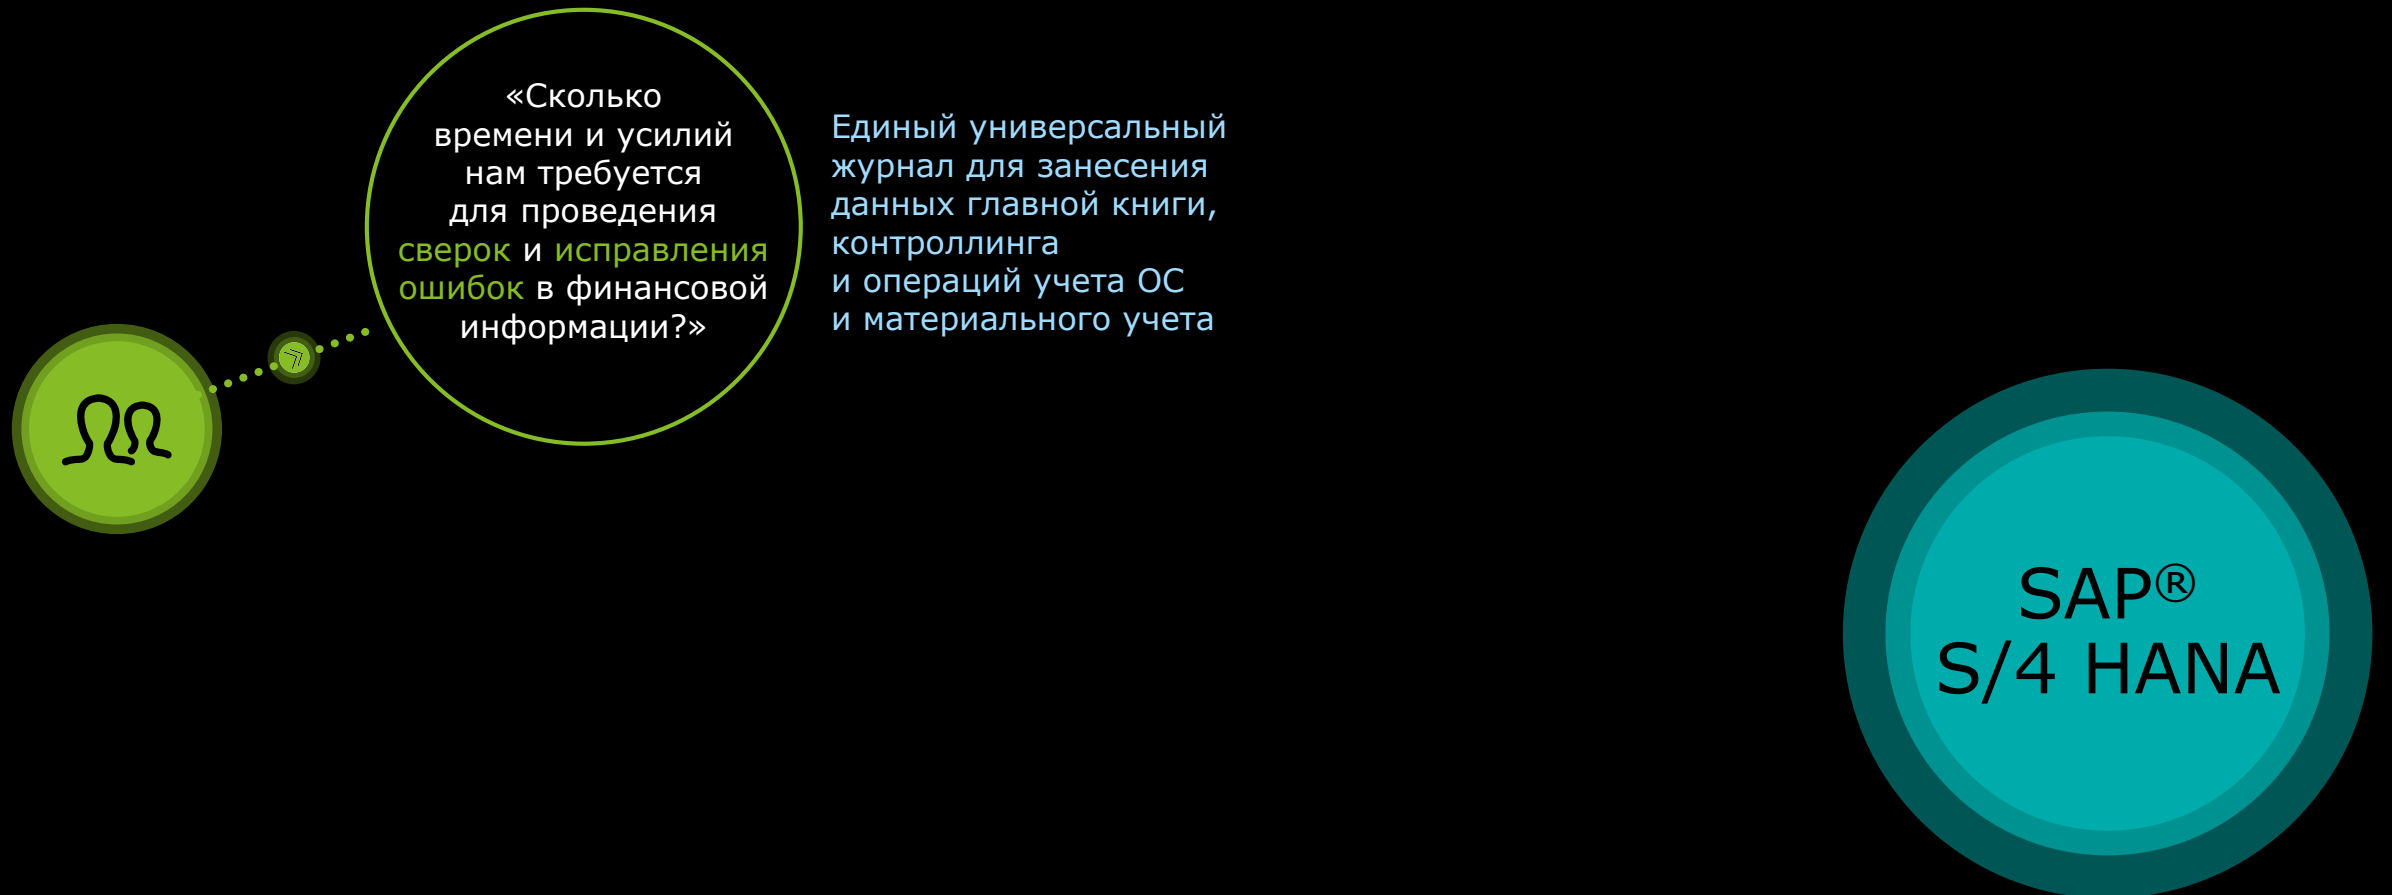 «Сколько
времени и усилий
нам требуется
для проведения
сверок и исправления
ошибок в финансовой
информации?»
Единый универсальный
журнал для занесения
данных главной книги,
контроллинга
и операций учета ОС
и материального учета
SAP®
S/4 HANA